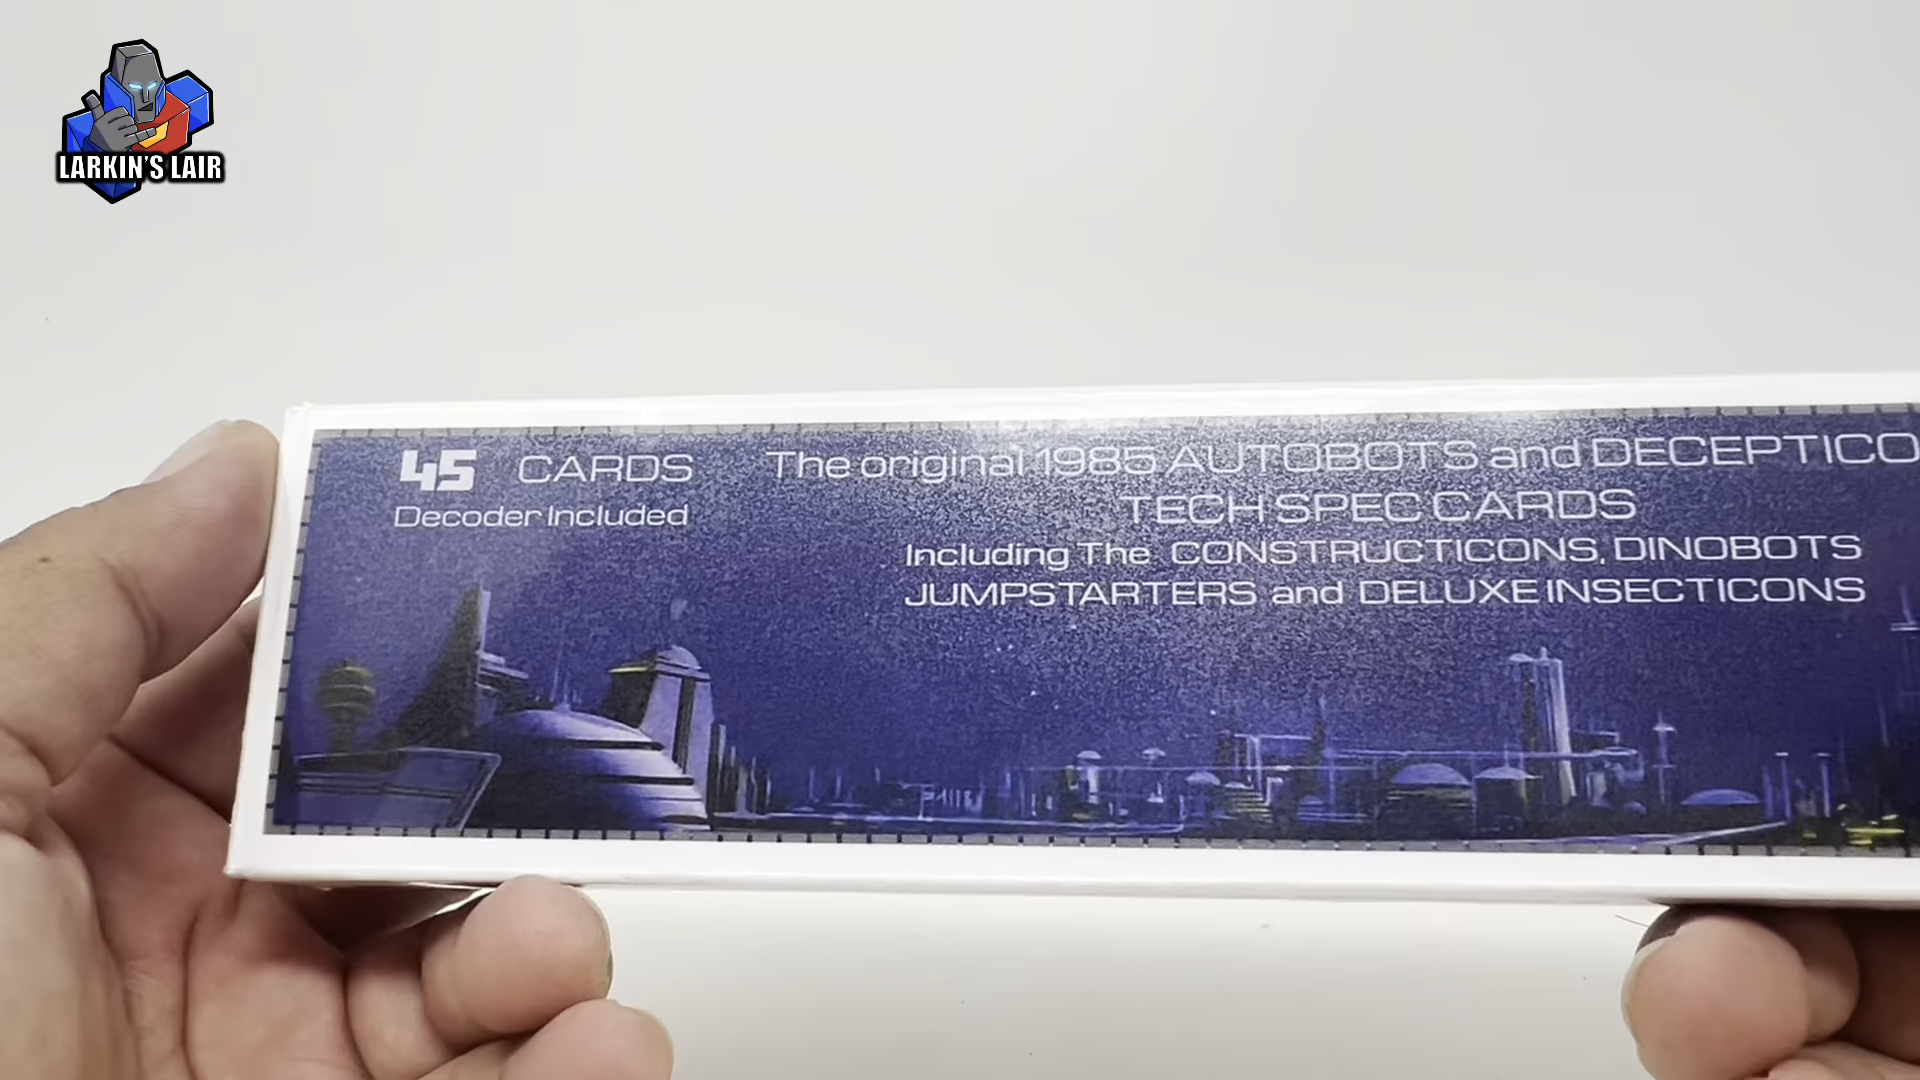 LARKIN'S LAIR
45 CARDS
Decoder Included
The original 1985 AUTOBOTS and DECEPTICO
TECH SPEC CARDS
Including The CONSTRUCTICONS, DINOBOTS
JUMPSTARTERS and DELUXE INSECTICONS